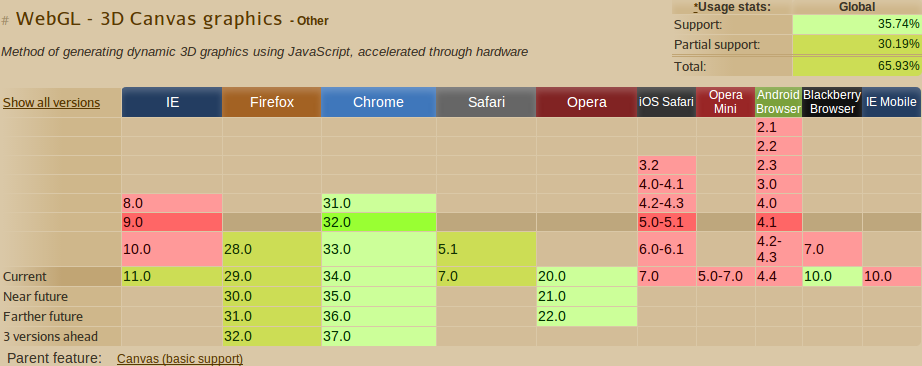 # WebGL - 3D Canvas graphics - Other
*Usage stats: Global
Support: 35.74%
Partial support: 30.19%
Total: 65.93%
Method of generating dynamic 3D graphics using JavaScript, accelerated through hardware
Show all versions IE Firefox Chrome Safari Opera iOS Safari Opera Mini Android Browser Blackberry Browser IE Mobile
2.1
2.2
3.2 2.3
4.0-4.1 3.0
8.0 31.0 4.2-4.3 4.0
9.0 32.0 5.0-5.1 4.1
10.0 28.0 33.0 5.1 6.0-6.1 4.2-4.3 7.0
Current 11.0 29.0 34.0 7.0 20.0 7.0 5.0-7.0 4.4 10.0 10.0
Near future 30.0 35.0 21.0
Farther future 31.0 36.0 22.0
3 versions ahead 32.0 37.0
Parent feature: Canvas (basic support)